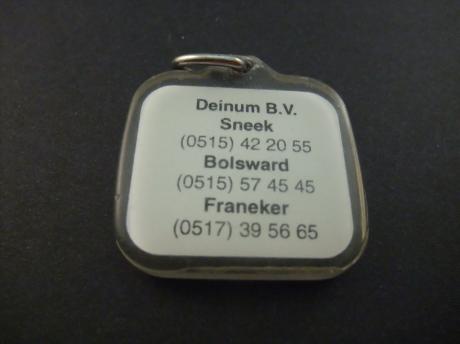 Deinum B.V.
Sneek
(0515) 42 20 55
Bolsward
(0515) 57 45 45
Franeker
(0517) 39 56 65